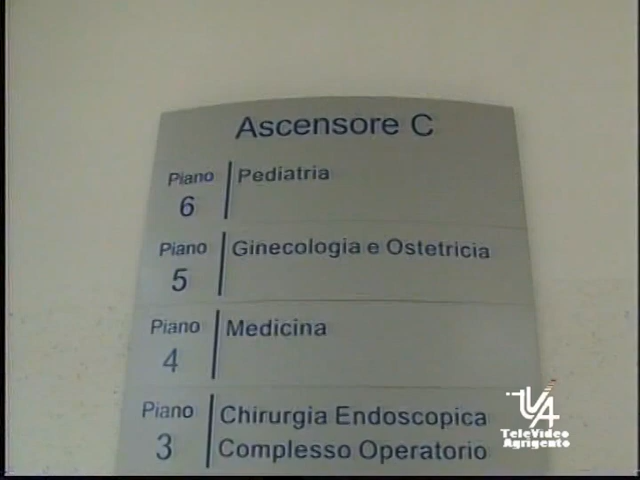 Ascensore C
Piano 6 Pediatria
Piano 5 Ginecologia e Ostetricia
Piano 4 Medicina
Piano 3 Chirurgia Endoscopica
Complesso Operatorio
TVA
TeleVideo
Agrigento